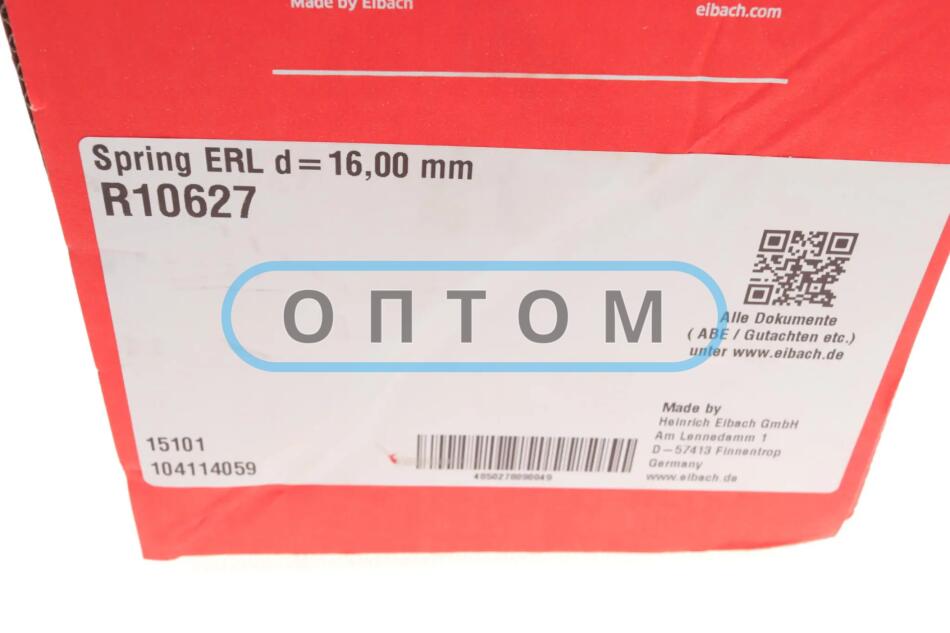 Made by Eibach
eibach.com
Spring ERL d=16,00 mm
R10627
ОПТОМ
Alle Dokumente
( ABE / Gutachten etc.)
unter www.eibach.de
Made by
Heinrich Eibach GmbH
Am Lennedamm 1
D-57413 Finnentrop
Germany
www.eibach.de
15101
104114059
4050278090049